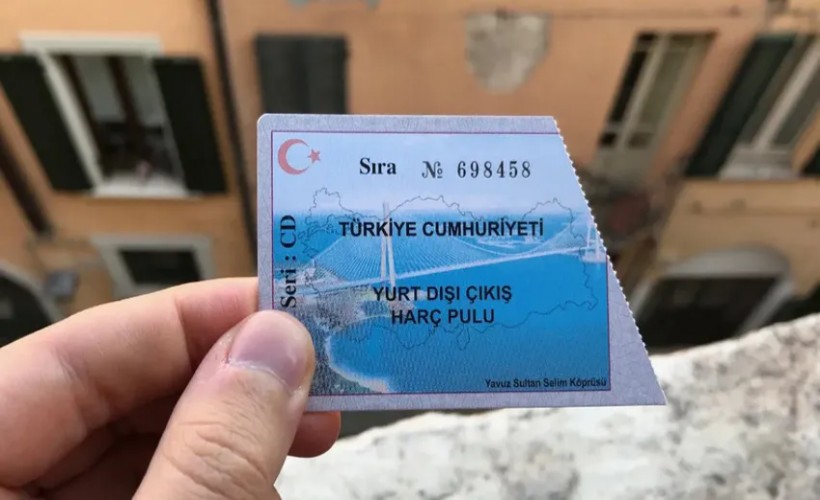 Sıra № 698458
Seri : CD
TÜRKİYE CUMHURİYETİ
YURT DIŞI ÇIKIŞ
HARÇ PULU
Yavuz Sultan Selim Köprüsü